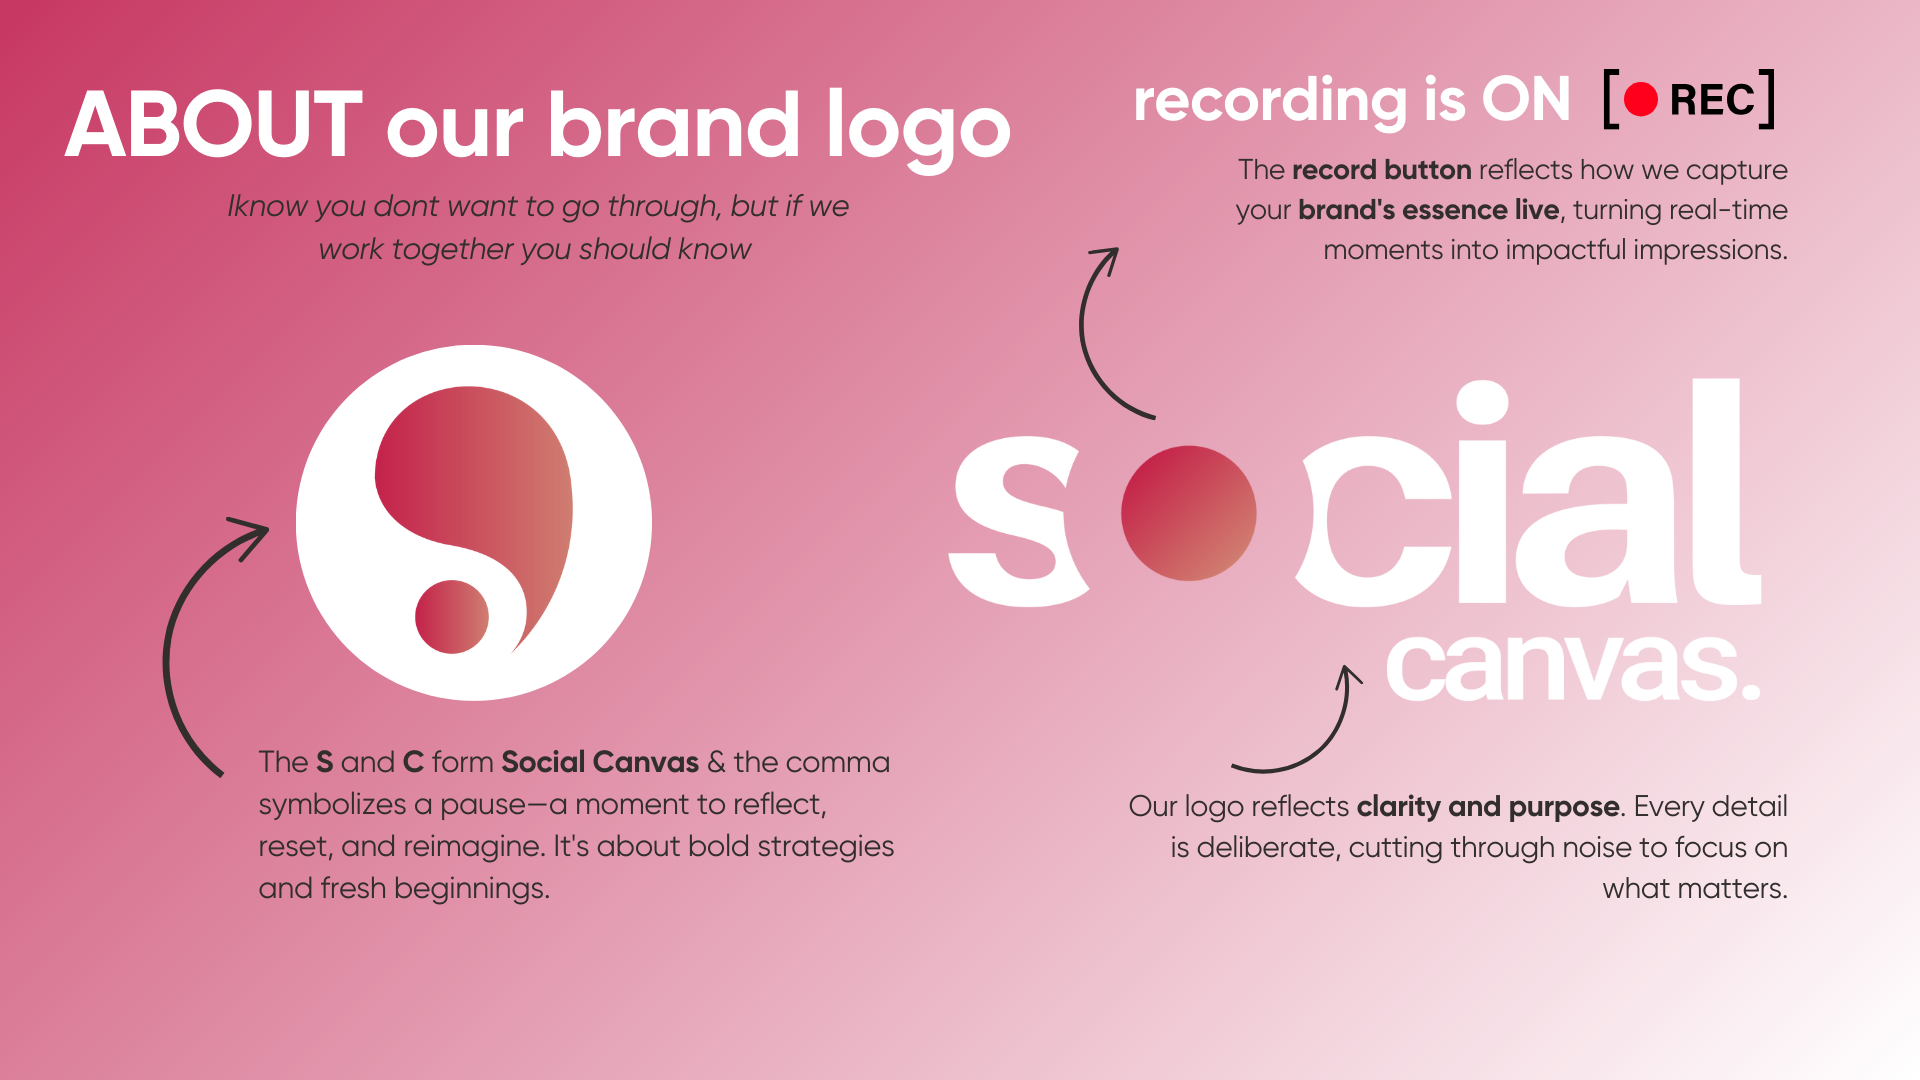 ABOUT our brand logo
Iknow you dont want to go through, but if we
work together you should know
recording is ON [● REC]
The record button reflects how we capture
your brand's essence live, turning real-time
moments into impactful impressions.
social
canvas.
The S and C form Social Canvas & the comma
symbolizes a pause—a moment to reflect,
reset, and reimagine. It's about bold strategies
and fresh beginnings.
Our logo reflects clarity and purpose. Every detail
is deliberate, cutting through noise to focus on
what matters.